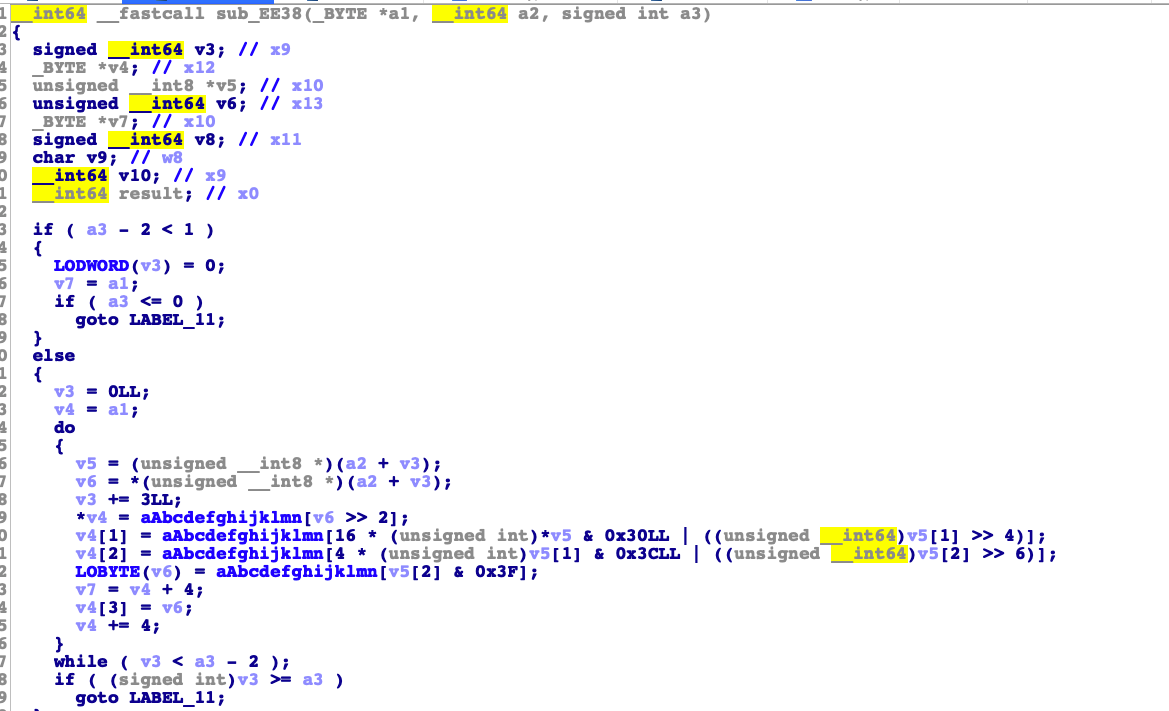 1 __int64 __fastcall sub_EE38(_BYTE *a1, __int64 a2, signed int a3)
2 {
3 signed __int64 v3; // x9
4 _BYTE *v4; // x12
5 unsigned __int8 *v5; // x10
6 unsigned __int64 v6; // x13
7 _BYTE *v7; // x10
8 signed __int64 v8; // x11
9 char v9; // w8
0 __int64 v10; // x9
1 __int64 result; // x0
2
3 if ( a3 - 2 < 1 )
4 {
5 LODWORD(v3) = 0;
6 v7 = a1;
7 if ( a3 <= 0 )
8 goto LABEL_11;
9 }
0 else
1 {
2 v3 = 0LL;
3 v4 = a1;
4 do
5 {
6 v5 = (unsigned __int8 *)(a2 + v3);
7 v6 = *(unsigned __int8 *)(a2 + v3);
8 v3 += 3LL;
9 *v4 = aAbcdefghijklmn[v6 >> 2];
0 v4[1] = aAbcdefghijklmn[16 * (unsigned int)*v5 & 0x30LL | ((unsigned __int64)v5[1] >> 4)];
1 v4[2] = aAbcdefghijklmn[4 * (unsigned int)v5[1] & 0x3CLL | ((unsigned __int64)v5[2] >> 6)];
2 LOBYTE(v6) = aAbcdefghijklmn[v5[2] & 0x3F];
3 v7 = v4 + 4;
4 v4[3] = v6;
5 v4 += 4;
6 }
7 while ( v3 < a3 - 2 );
8 if ( (signed int)v3 >= a3 )
9 goto LABEL_11;